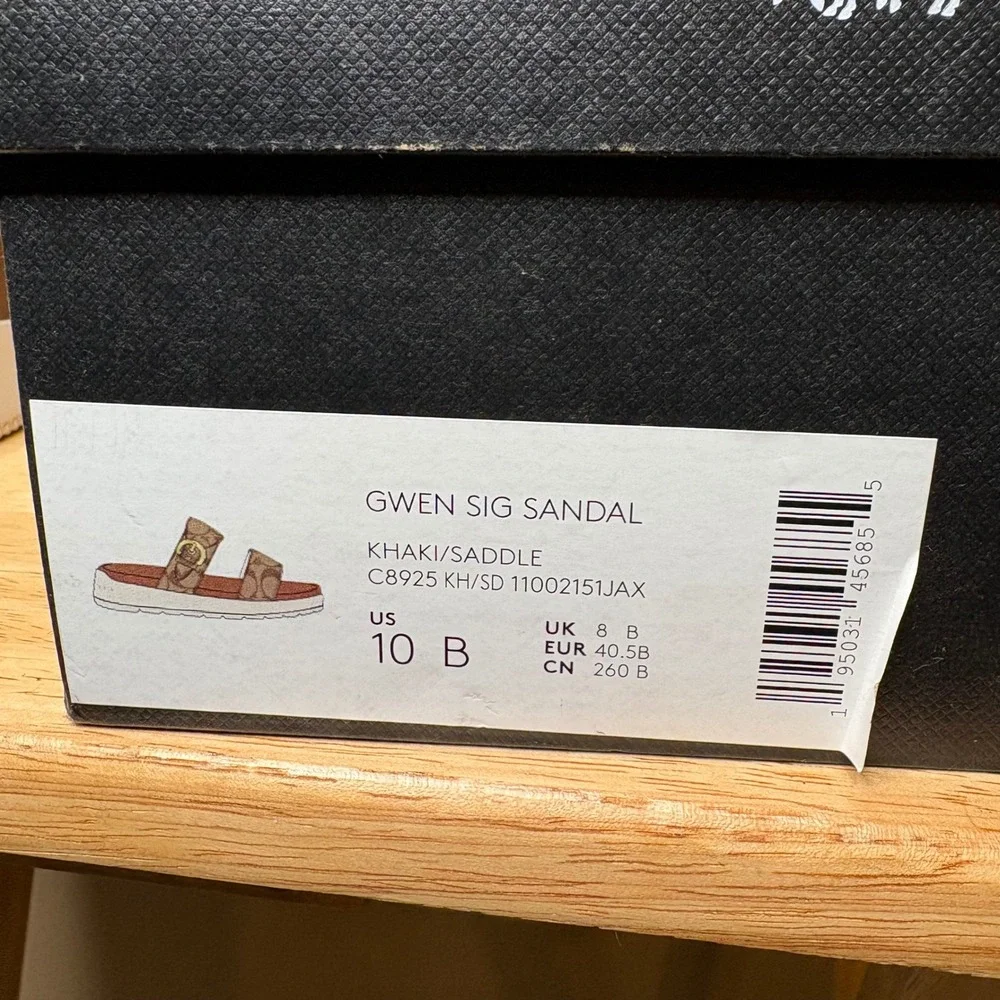 GWEN SIG SANDAL
KHAKI/SADDLE
C8925 KH/SD 11002151JAX
US
10 B
UK 8 B
EUR 40.5B
CN 260 B
1 95031 45685 5